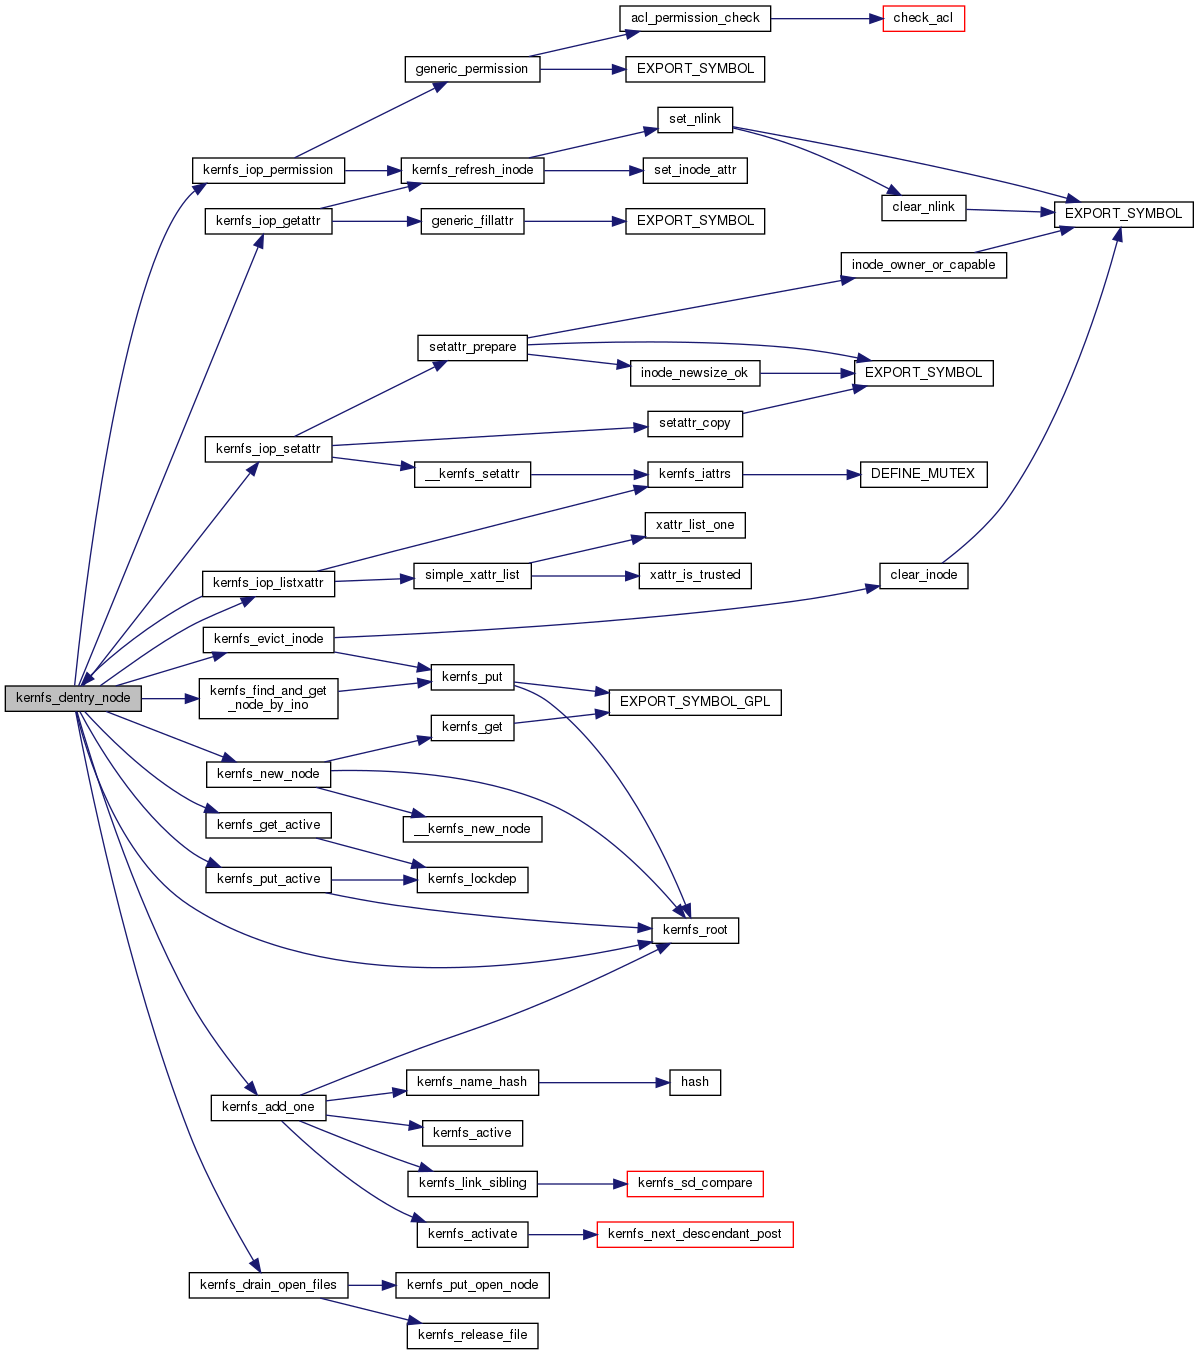 acl_permission_check
check_acl
generic_permission
EXPORT_SYMBOL
set_nlink
kernfs_iop_permission
kernfs_refresh_inode
set_inode_attr
clear_nlink
EXPORT_SYMBOL
kernfs_iop_getattr
generic_fillattr
EXPORT_SYMBOL
inode_owner_or_capable
setattr_prepare
inode_newsize_ok
EXPORT_SYMBOL
setattr_copy
kernfs_iop_setattr
__kernfs_setattr
kernfs_iattrs
DEFINE_MUTEX
xattr_list_one
kernfs_iop_listxattr
simple_xattr_list
xattr_is_trusted
clear_inode
kernfs_evict_inode
kernfs_put
kernfs_dentry_node
kernfs_find_and_get
_node_by_ino
EXPORT_SYMBOL_GPL
kernfs_get
kernfs_new_node
kernfs_get_active
__kernfs_new_node
kernfs_put_active
kernfs_lockdep
kernfs_root
kernfs_name_hash
hash
kernfs_add_one
kernfs_active
kernfs_link_sibling
kernfs_sd_compare
kernfs_activate
kernfs_next_descendant_post
kernfs_drain_open_files
kernfs_put_open_node
kernfs_release_file